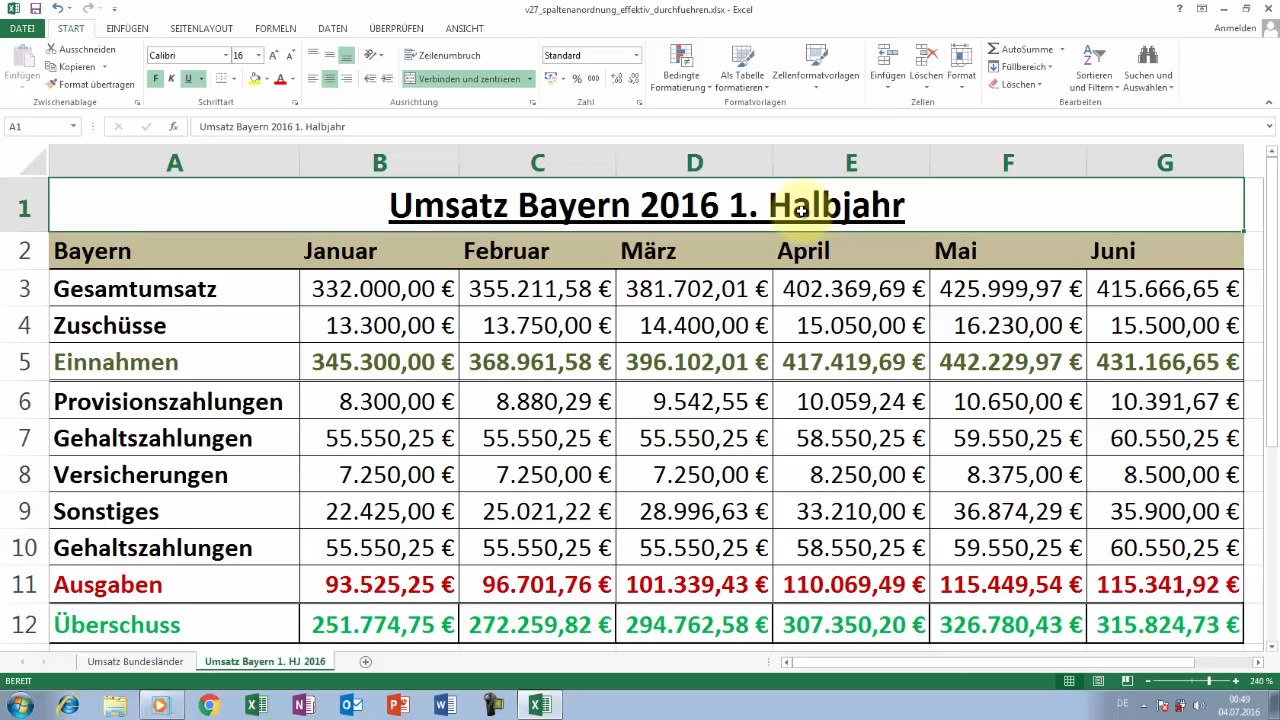 v27_spaltenanordnung_effektiv_durchfuehren.xlsx - Excel
DATEI START EINFÜGEN SEITENLAYOUT FORMELN DATEN ÜBERPRÜFEN ANSICHT Anmelden
Einfügen Ausschneiden Kopieren Format übertragen
Calibri 16 F K U
Zeilenumbruch Verbinden und zentrieren
Standard % 000
Bedingte Formatierung Als Tabelle formatieren Zellenformatvorlagen
Einfügen Löschen Format
AutoSumme Füllbereich Löschen Sortieren und Filtern Suchen und Auswählen
Zwischenablage Schriftart Ausrichtung Zahl Formatvorlagen Zellen Bearbeiten
A1 fx Umsatz Bayern 2016 1. Halbjahr
A B C D E F G
1 Umsatz Bayern 2016 1. Halbjahr
2 Bayern Januar Februar März April Mai Juni
3 Gesamtumsatz 332.000,00 € 355.211,58 € 381.702,01 € 402.369,69 € 425.999,97 € 415.666,65 €
4 Zuschüsse 13.300,00 € 13.750,00 € 14.400,00 € 15.050,00 € 16.230,00 € 15.500,00 €
5 Einnahmen 345.300,00 € 368.961,58 € 396.102,01 € 417.419,69 € 442.229,97 € 431.166,65 €
6 Provisionszahlungen 8.300,00 € 8.880,29 € 9.542,55 € 10.059,24 € 10.650,00 € 10.391,67 €
7 Gehaltszahlungen 55.550,25 € 55.550,25 € 55.550,25 € 58.550,25 € 59.550,25 € 60.550,25 €
8 Versicherungen 7.250,00 € 7.250,00 € 7.250,00 € 8.250,00 € 8.375,00 € 8.500,00 €
9 Sonstiges 22.425,00 € 25.021,22 € 28.996,63 € 33.210,00 € 36.874,29 € 35.900,00 €
10 Gehaltszahlungen 55.550,25 € 55.550,25 € 55.550,25 € 58.550,25 € 59.550,25 € 60.550,25 €
11 Ausgaben 93.525,25 € 96.701,76 € 101.339,43 € 110.069,49 € 115.449,54 € 115.341,92 €
12 Überschuss 251.774,75 € 272.259,82 € 294.762,58 € 307.350,20 € 326.780,43 € 315.824,73 €
Umsatz Bundesländer Umsatz Bayern 1. HJ 2016
BEREIT 240 %
DE 00:49
04.07.2016